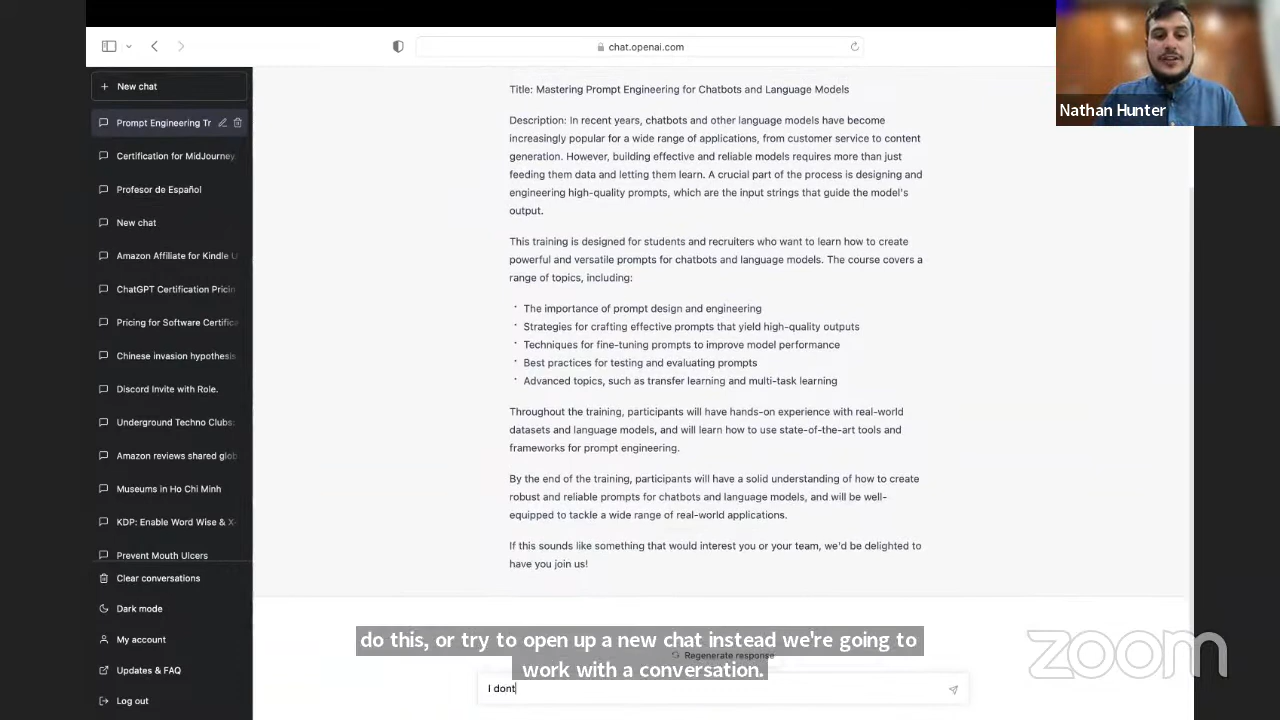 chat.openai.com
Nathan Hunter
New chat
Prompt Engineering Tr
Certification for MidJourney
Profesor de Español
New chat
Amazon Affiliate for Kindle U
ChatGPT Certification Pricin
Pricing for Software Certifica
Chinese invasion hypothesis
Discord Invite with Role.
Underground Techno Clubs:
Amazon reviews shared glob
Museums in Ho Chi Minh
KDP: Enable Word Wise & X-
Prevent Mouth Ulcers
Clear conversations
Dark mode
My account
Updates & FAQ
Log out
Title: Mastering Prompt Engineering for Chatbots and Language Models
Description: In recent years, chatbots and other language models have become
increasingly popular for a wide range of applications, from customer service to content
generation. However, building effective and reliable models requires more than just
feeding them data and letting them learn. A crucial part of the process is designing and
engineering high-quality prompts, which are the input strings that guide the model's
output.
This training is designed for students and recruiters who want to learn how to create
powerful and versatile prompts for chatbots and language models. The course covers a
range of topics, including:
· The importance of prompt design and engineering
· Strategies for crafting effective prompts that yield high-quality outputs
· Techniques for fine-tuning prompts to improve model performance
· Best practices for testing and evaluating prompts
· Advanced topics, such as transfer learning and multi-task learning
Throughout the training, participants will have hands-on experience with real-world
datasets and language models, and will learn how to use state-of-the-art tools and
frameworks for prompt engineering.
By the end of the training, participants will have a solid understanding of how to create
robust and reliable prompts for chatbots and language models, and will be well-
equipped to tackle a wide range of real-world applications.
If this sounds like something that would interest you or your team, we'd be delighted to
have you join us!
do this, or try to open up a new chat instead we're going to
Regenerate response
work with a conversation.
I dont
zoom